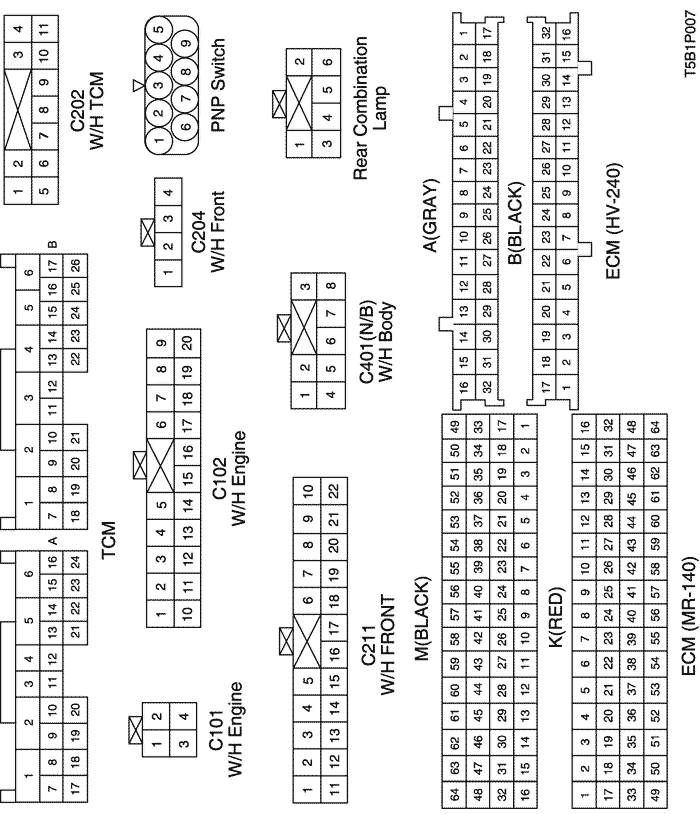 1 2 3 4 5 6
7 8 9 10 11 12 13 14 15 16
17 18 19 20 21 22 23 24
A
1 2 3 4 5 6
7 8 9 10 11 12 13 14 15 16 17
18 19 20 21 22 23 24 25 26
B
TCM
1 2 3 4
5 6 7 8 9 10 11
C202
W/H TCM
1 2
3 4
C101
W/H Engine
1 2 3 4 5 6 7 8 9
10 11 12 13 14 15 16 17 18 19 20
C102
W/H Engine
1 2 3 4
C204
W/H Front
1 2 3 4 5
6 7 8 9
PNP Switch
1 2 3 4 5 6 7 8 9 10
11 12 13 14 15 16 17 18 19 20 21 22
C211
W/H FRONT
1 2 3
4 5 6 7 8
C401(N/B)
W/H Body
1 2
3 4 5 6
Rear Combination
Lamp
M(BLACK)
64 63 62 61 60 59 58 57 56 55 54 53 52 51 50 49
48 47 46 45 44 43 42 41 40 39 38 37 36 35 34 33
32 31 30 29 28 27 26 25 24 23 22 21 20 19 18 17
16 15 14 13 12 11 10 9 8 7 6 5 4 3 2 1
K(RED)
1 2 3 4 5 6 7 8 9 10 11 12 13 14 15 16
17 18 19 20 21 22 23 24 25 26 27 28 29 30 31 32
33 34 35 36 37 38 39 40 41 42 43 44 45 46 47 48
49 50 51 52 53 54 55 56 57 58 59 60 61 62 63 64
ECM (MR-140)
A(GRAY)
16 15 14 13 12 11 10 9 8 7 6 5 4 3 2 1
32 31 30 29 28 27 26 25 24 23 22 21 20 19 18 17
B(BLACK)
17 18 19 20 21 22 23 24 25 26 27 28 29 30 31 32
1 2 3 4 5 6 7 8 9 10 11 12 13 14 15 16
ECM (HV-240)
T5B1P007